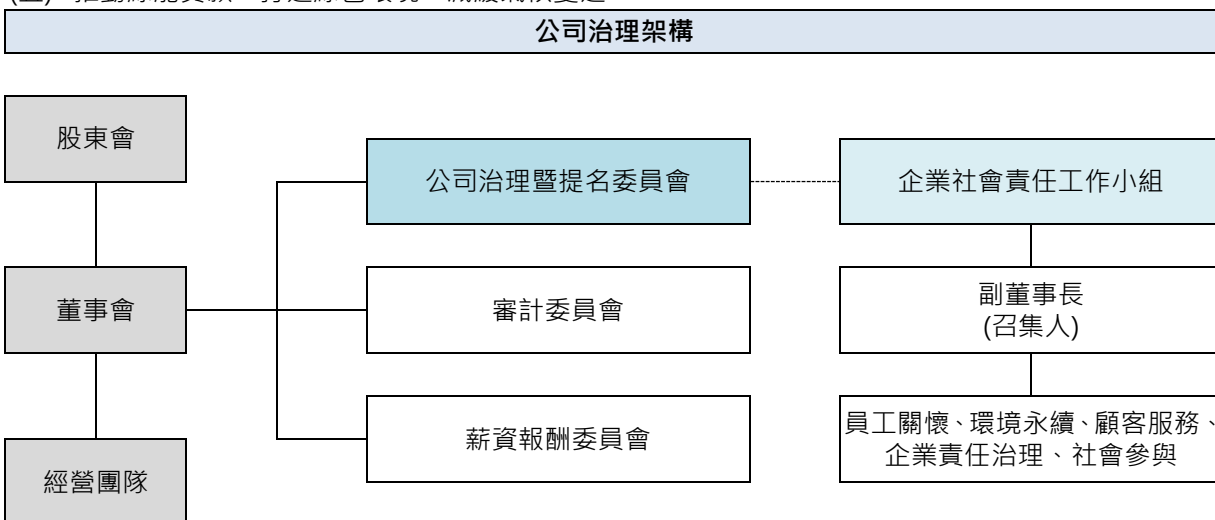 公司治理架構
股東會
公司治理暨提名委員會
企業社會責任工作小組
董事會
審計委員會
副董事長
(召集人)
薪資報酬委員會
員工關懷、環境永續、顧客服務、
企業責任治理、社會參與
經營團隊